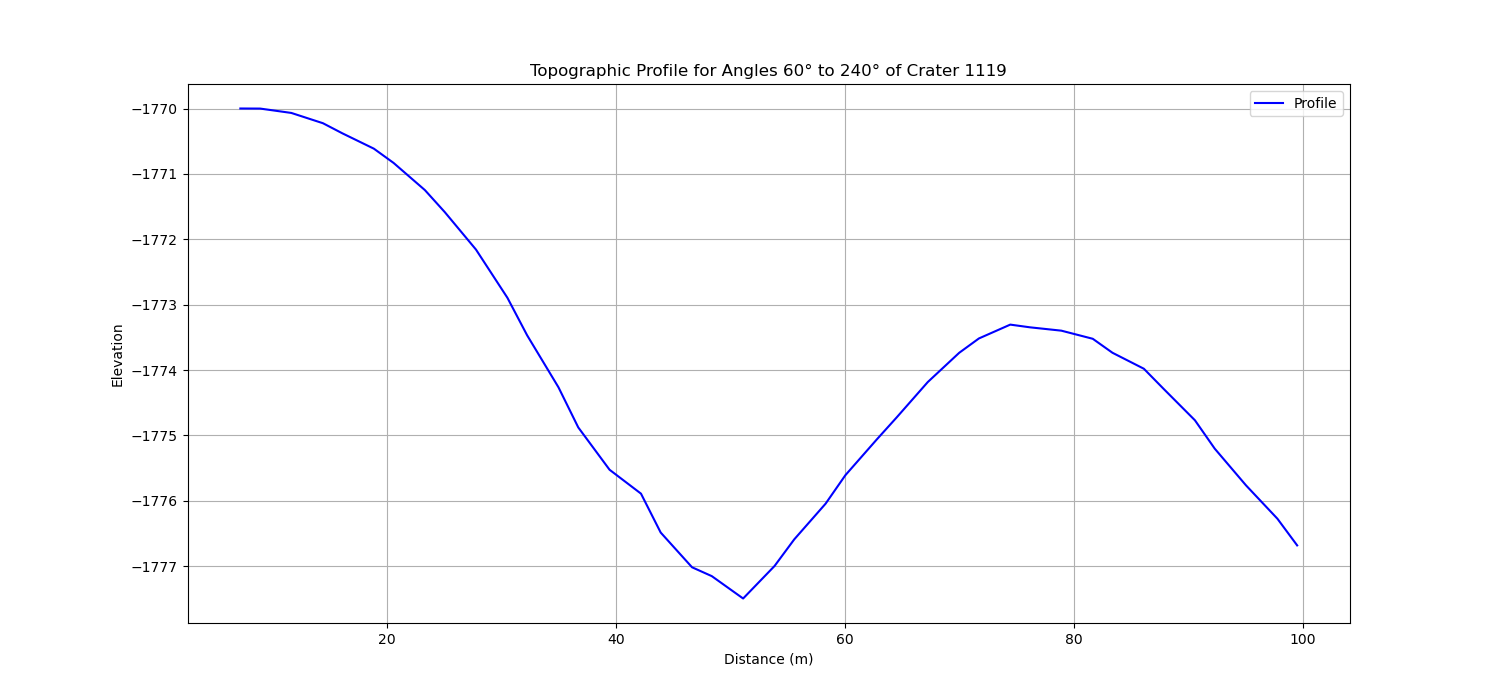 Topographic Profile for Angles 60° to 240° of Crater 1119
Profile
−1770
−1771
−1772
−1773
−1774
−1775
−1776
−1777
Elevation
20 40 60 80 100
Distance (m)